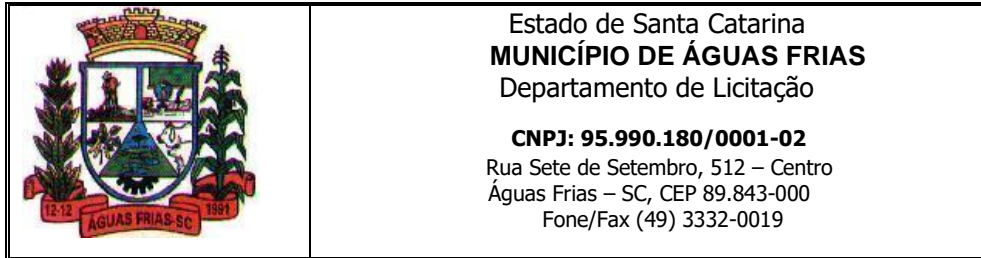 Estado de Santa Catarina
MUNICÍPIO DE ÁGUAS FRIAS
Departamento de Licitação
CNPJ: 95.990.180/0001-02
Rua Sete de Setembro, 512 – Centro
Águas Frias – SC, CEP 89.843-000
Fone/Fax (49) 3332-0019
12-12
ÁGUAS FRIAS-SC
1991